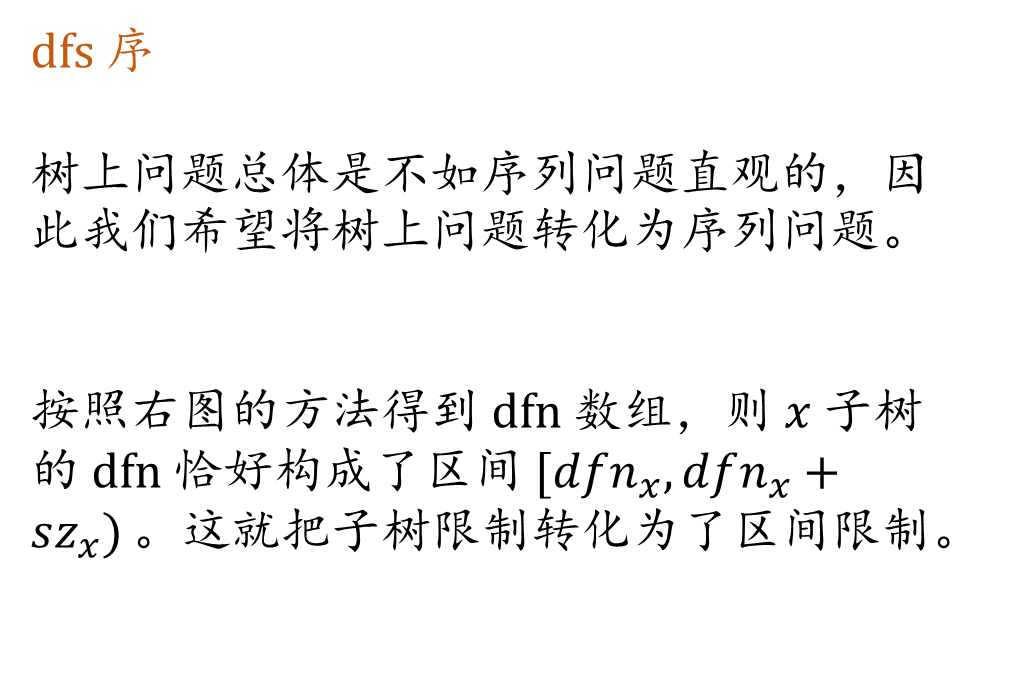 dfs 序
树上问题总体是不如序列问题直观的，因
此我们希望将树上问题转化为序列问题。
按照右图的方法得到 dfn 数组，则 x 子树
的 dfn 恰好构成了区间 [dfnₓ, dfnₓ +
szₓ) 。这就把子树限制转化为了区间限制。